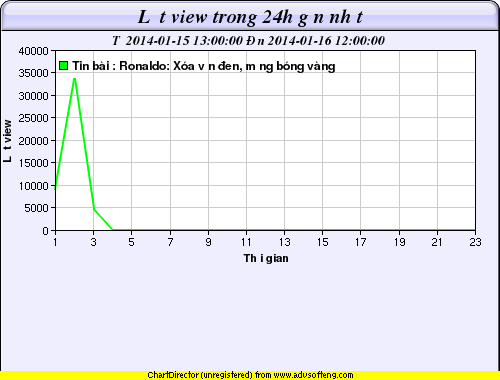 L t view trong 24h g n nh t
T 2014-01-15 13:00:00 Đ n 2014-01-16 12:00:00
Tin bài : Ronaldo: Xóa v n đen, m ng bóng vàng
40000
35000
30000
25000
20000
15000
10000
5000
0
L t view
1 3 5 7 9 11 13 15 17 19 21 23
Th i gian
ChartDirector (unregistered) from www.advsofteng.com